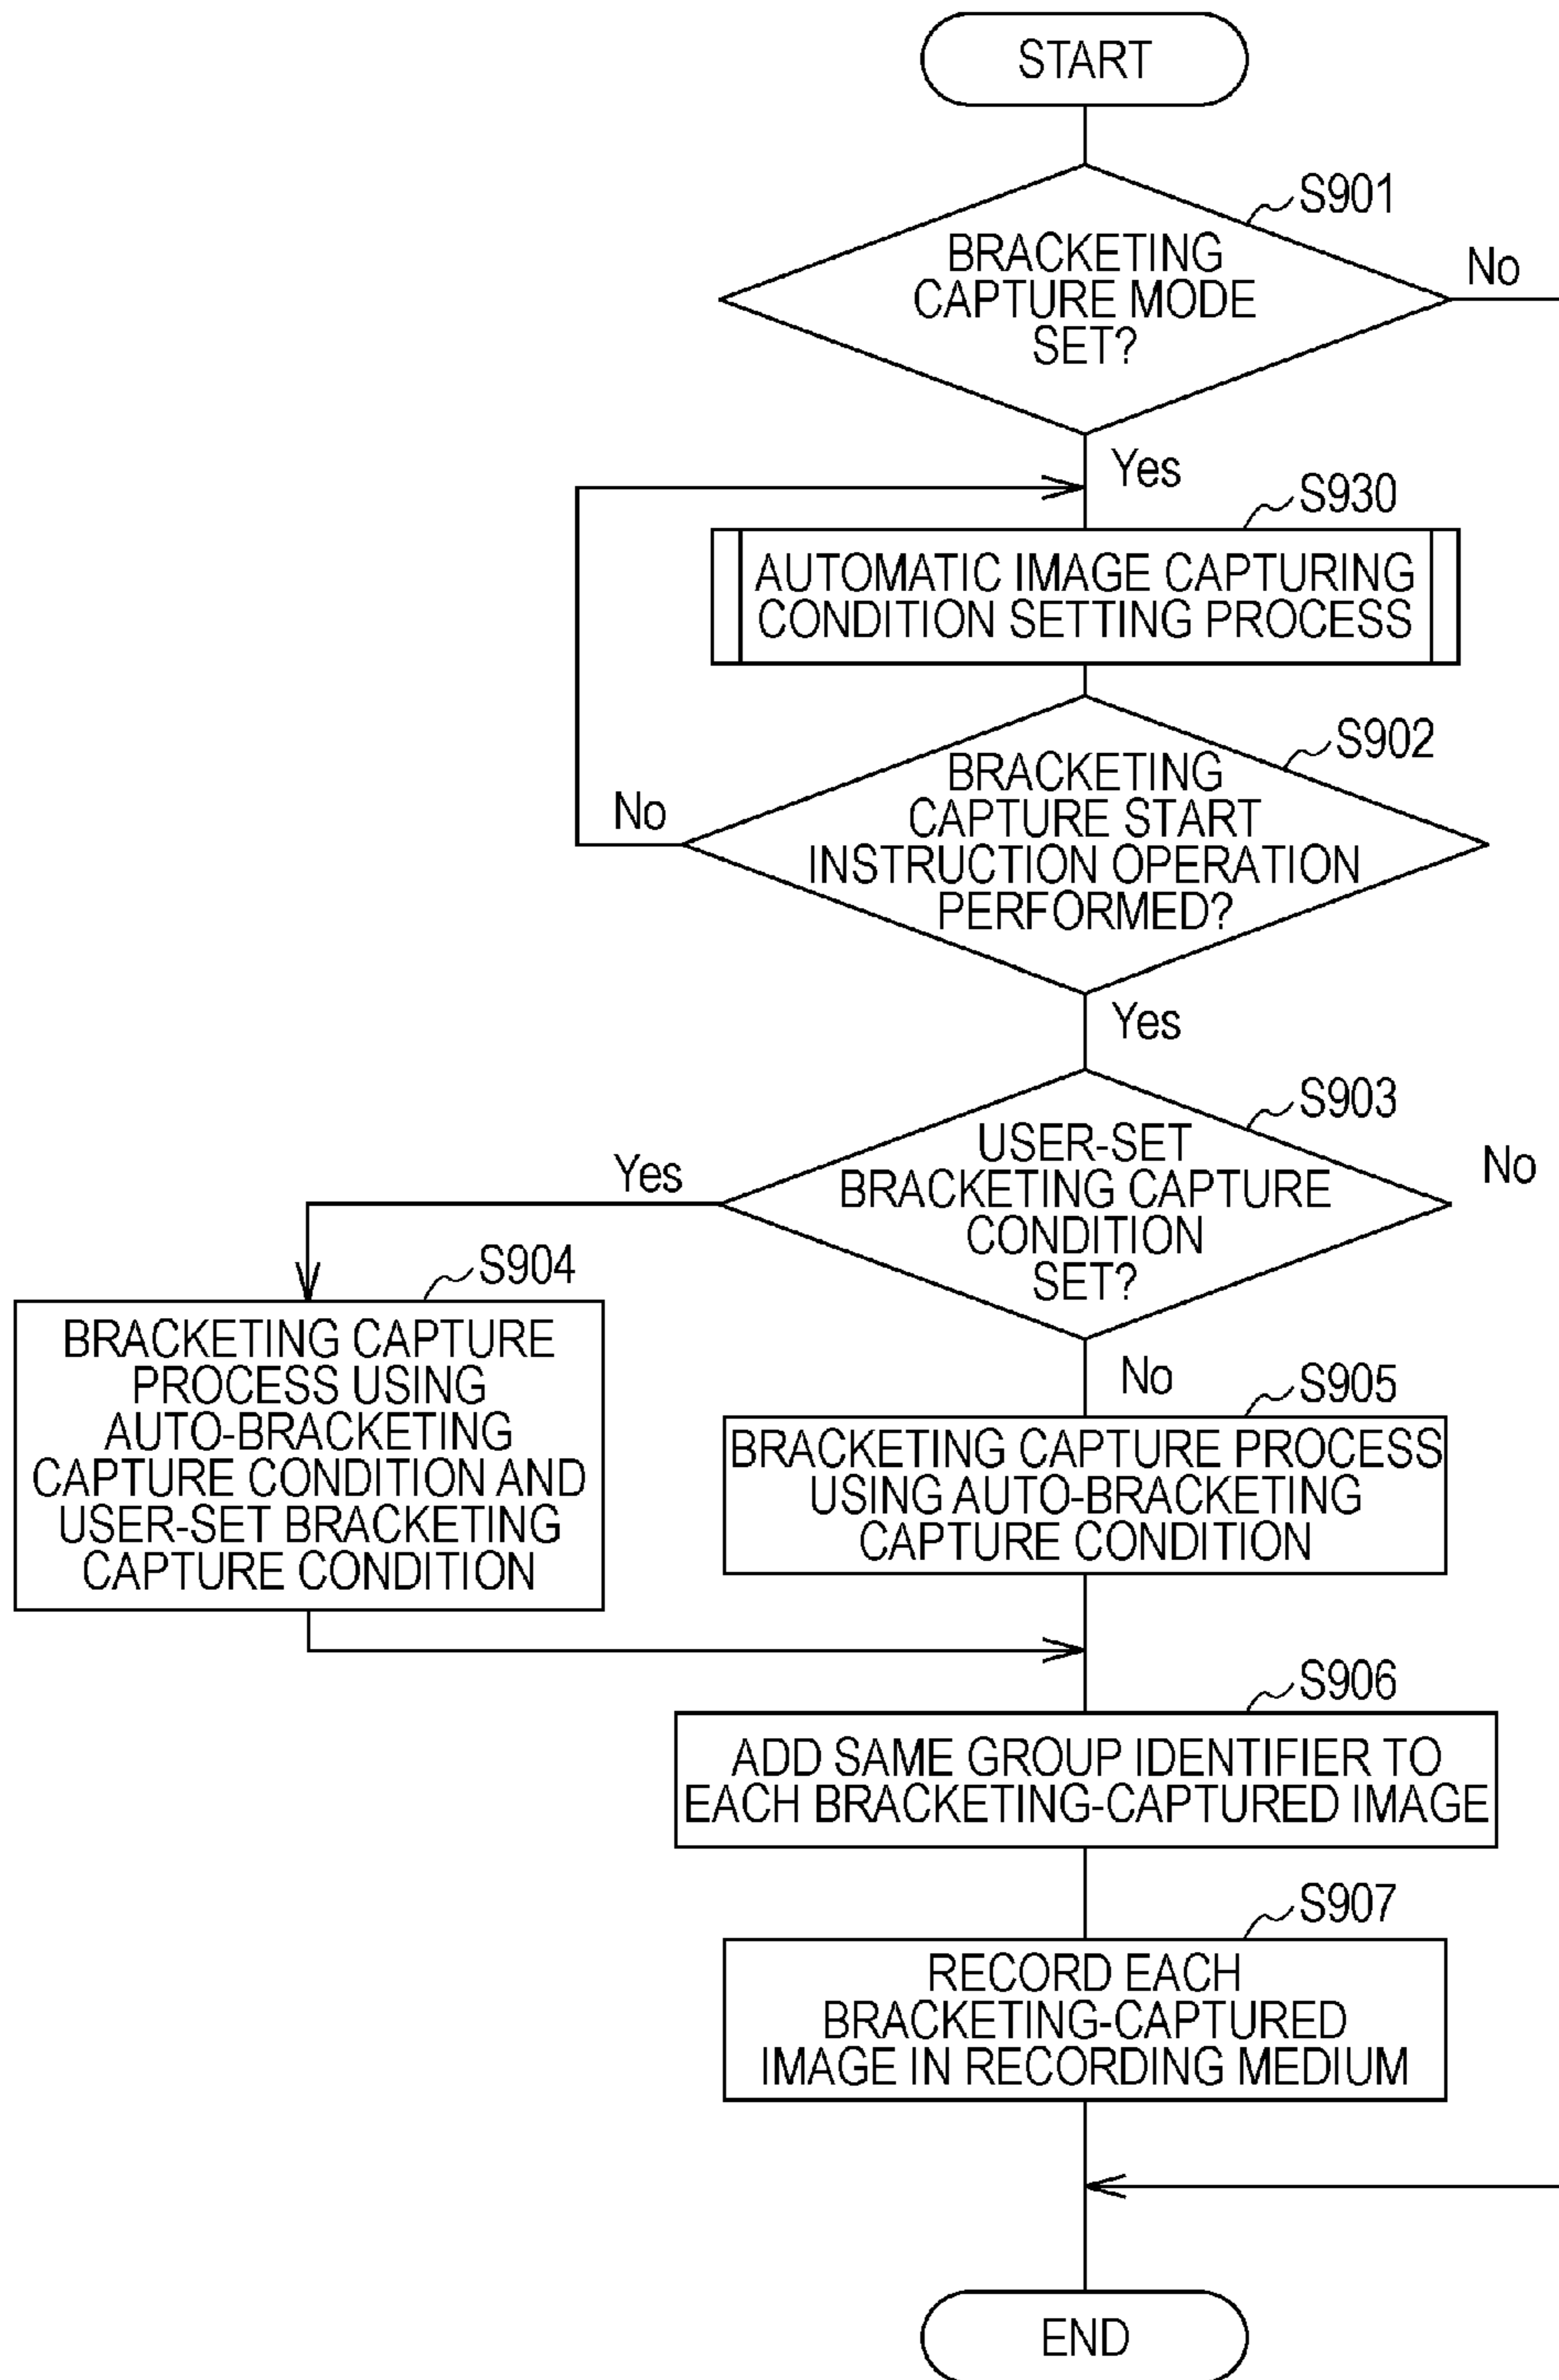 START
S901
BRACKETING
CAPTURE MODE
SET?
No
Yes
S930
AUTOMATIC IMAGE CAPTURING
CONDITION SETTING PROCESS
S902
BRACKETING
CAPTURE START
INSTRUCTION OPERATION
PERFORMED?
No
Yes
S903
USER-SET
BRACKETING CAPTURE
CONDITION
SET?
Yes
No
S904
BRACKETING CAPTURE
PROCESS USING
AUTO-BRACKETING
CAPTURE CONDITION AND
USER-SET BRACKETING
CAPTURE CONDITION
No
S905
BRACKETING CAPTURE PROCESS
USING AUTO-BRACKETING
CAPTURE CONDITION
S906
ADD SAME GROUP IDENTIFIER TO
EACH BRACKETING-CAPTURED IMAGE
S907
RECORD EACH
BRACKETING-CAPTURED
IMAGE IN RECORDING MEDIUM
END